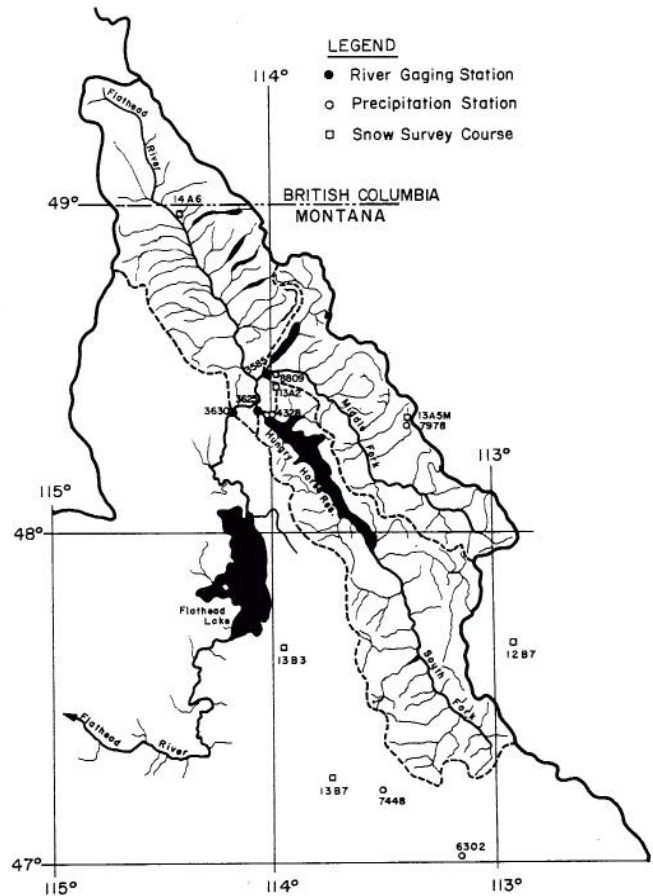 LEGEND
River Gaging Station
Precipitation Station
Snow Survey Course
114°
Flathead
River
14A6
49°
BRITISH COLUMBIA
MONTANA
3585
8809
13A2
3625
3630
4328
Middle
Fork
13A5M
7978
Hungry
Horse Res.
113°
115°
48°
Flathead
Lake
13B3
12B7
South
Fork
Flathead
River
13B7
7448
6302
47°
115°
114°
113°